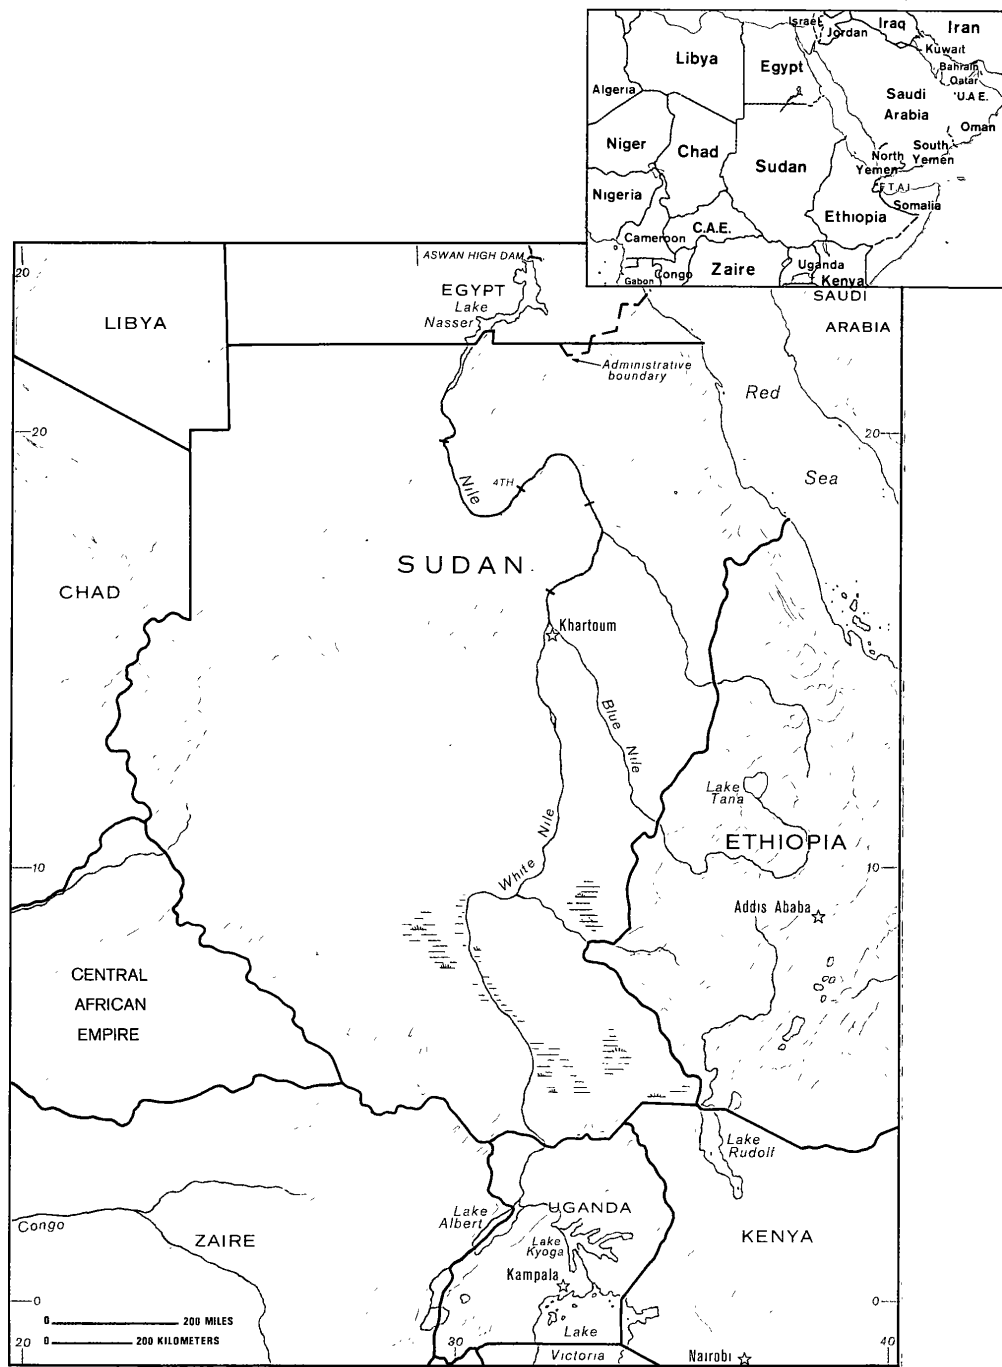 Israel
Jordan
Iraq
Iran
Libya
Egypt
Kuwait
Bahrain
Qatar
U.A.E.
Algeria
Saudi
Arabia
Oman
Niger
Chad
Sudan
North
Yemen
South
Yemen
F.T.A.I.
Nigeria
Somalia
Ethiopia
Cameroon
C.A.E.
Gabon
Congo
Zaire
Uganda
Kenya
20
ASWAN HIGH DAM
EGYPT
Lake
Nasser
LIBYA
SAUDI
ARABIA
Administrative
boundary
Red
Sea
20
20
Nile
4TH
SUDAN
CHAD
Khartoum
Blue Nile
Lake
Tana
White Nile
ETHIOPIA
10
10
Addis Ababa
CENTRAL
AFRICAN
EMPIRE
Lake
Rudolf
Congo
ZAIRE
Lake
Albert
UGANDA
Lake
Kyoga
KENYA
Kampala
0
0
0 200 MILES
0 200 KILOMETERS
Lake
Victoria
Nairobi
20
30
40